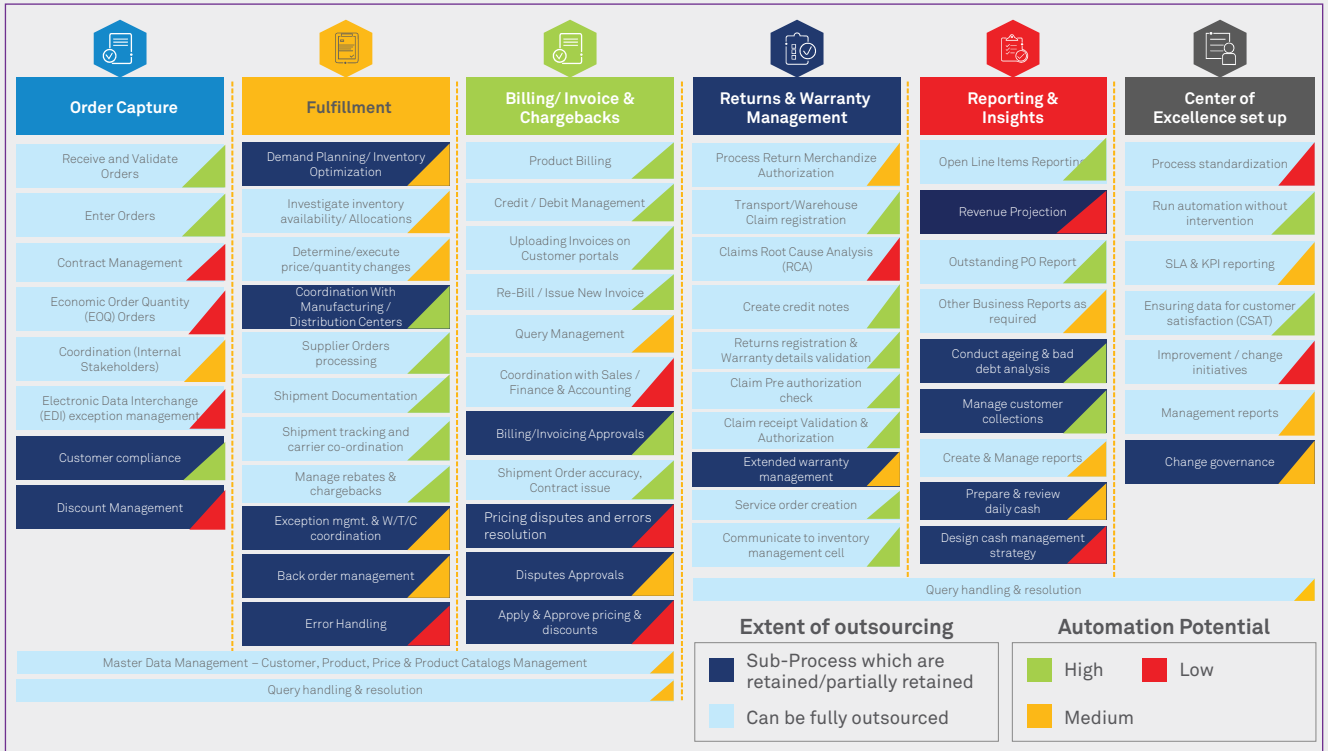 Order Capture
Receive and Validate
Orders
Enter Orders
Contract Management
Economic Order Quantity
(EOQ) Orders
Coordination (Internal
Stakeholders)
Electronic Data Interchange
(EDI) exception management
Customer compliance
Discount Management
Fulfillment
Demand Planning/ Inventory
Optimization
Investigate inventory
availability/ Allocations
Determine/execute
price/quantity changes
Coordination With
Manufacturing /
Distribution Centers
Supplier Orders
processing
Shipment Documentation
Shipment tracking and
carrier co-ordination
Manage rebates &
chargebacks
Exception mgmt. & W/T/C
coordination
Back order management
Error Handling
Billing/ Invoice &
Chargebacks
Product Billing
Credit / Debit Management
Uploading Invoices on
Customer portals
Re-Bill / Issue New Invoice
Query Management
Coordination with Sales /
Finance & Accounting
Billing/Invoicing Approvals
Shipment Order accuracy,
Contract issue
Pricing disputes and errors
resolution
Disputes Approvals
Apply & Approve pricing &
discounts
Master Data Management – Customer, Product, Price & Product Catalogs Management
Query handling & resolution
Returns & Warranty
Management
Process Return Merchandize
Authorization
Transport/Warehouse
Claim registration
Claims Root Cause Analysis
(RCA)
Create credit notes
Returns registration &
Warranty details validation
Claim Pre authorization
check
Claim receipt Validation &
Authorization
Extended warranty
management
Service order creation
Communicate to inventory
management cell
Reporting &
Insights
Open Line Items Reporting
Revenue Projection
Outstanding PO Report
Other Business Reports as
required
Conduct ageing & bad
debt analysis
Manage customer
collections
Create & Manage reports
Prepare & review
daily cash
Design cash management
strategy
Center of
Excellence set up
Process standardization
Run automation without
intervention
SLA & KPI reporting
Ensuring data for customer
satisfaction (CSAT)
Improvement / change
initiatives
Management reports
Change governance
Query handling & resolution
Extent of outsourcing
Sub-Process which are
retained/partially retained
Can be fully outsourced
Automation Potential
High
Low
Medium